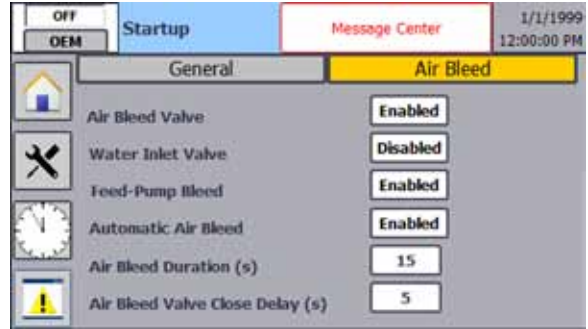 OFF
OEM
Startup
Message Center
1/1/1999
12:00:00 PM
General
Air Bleed
Air Bleed Valve
Enabled
Water Inlet Valve
Disabled
Feed-Pump Bleed
Enabled
Automatic Air Bleed
Enabled
Air Bleed Duration (s)
15
Air Bleed Valve Close Delay (s)
5